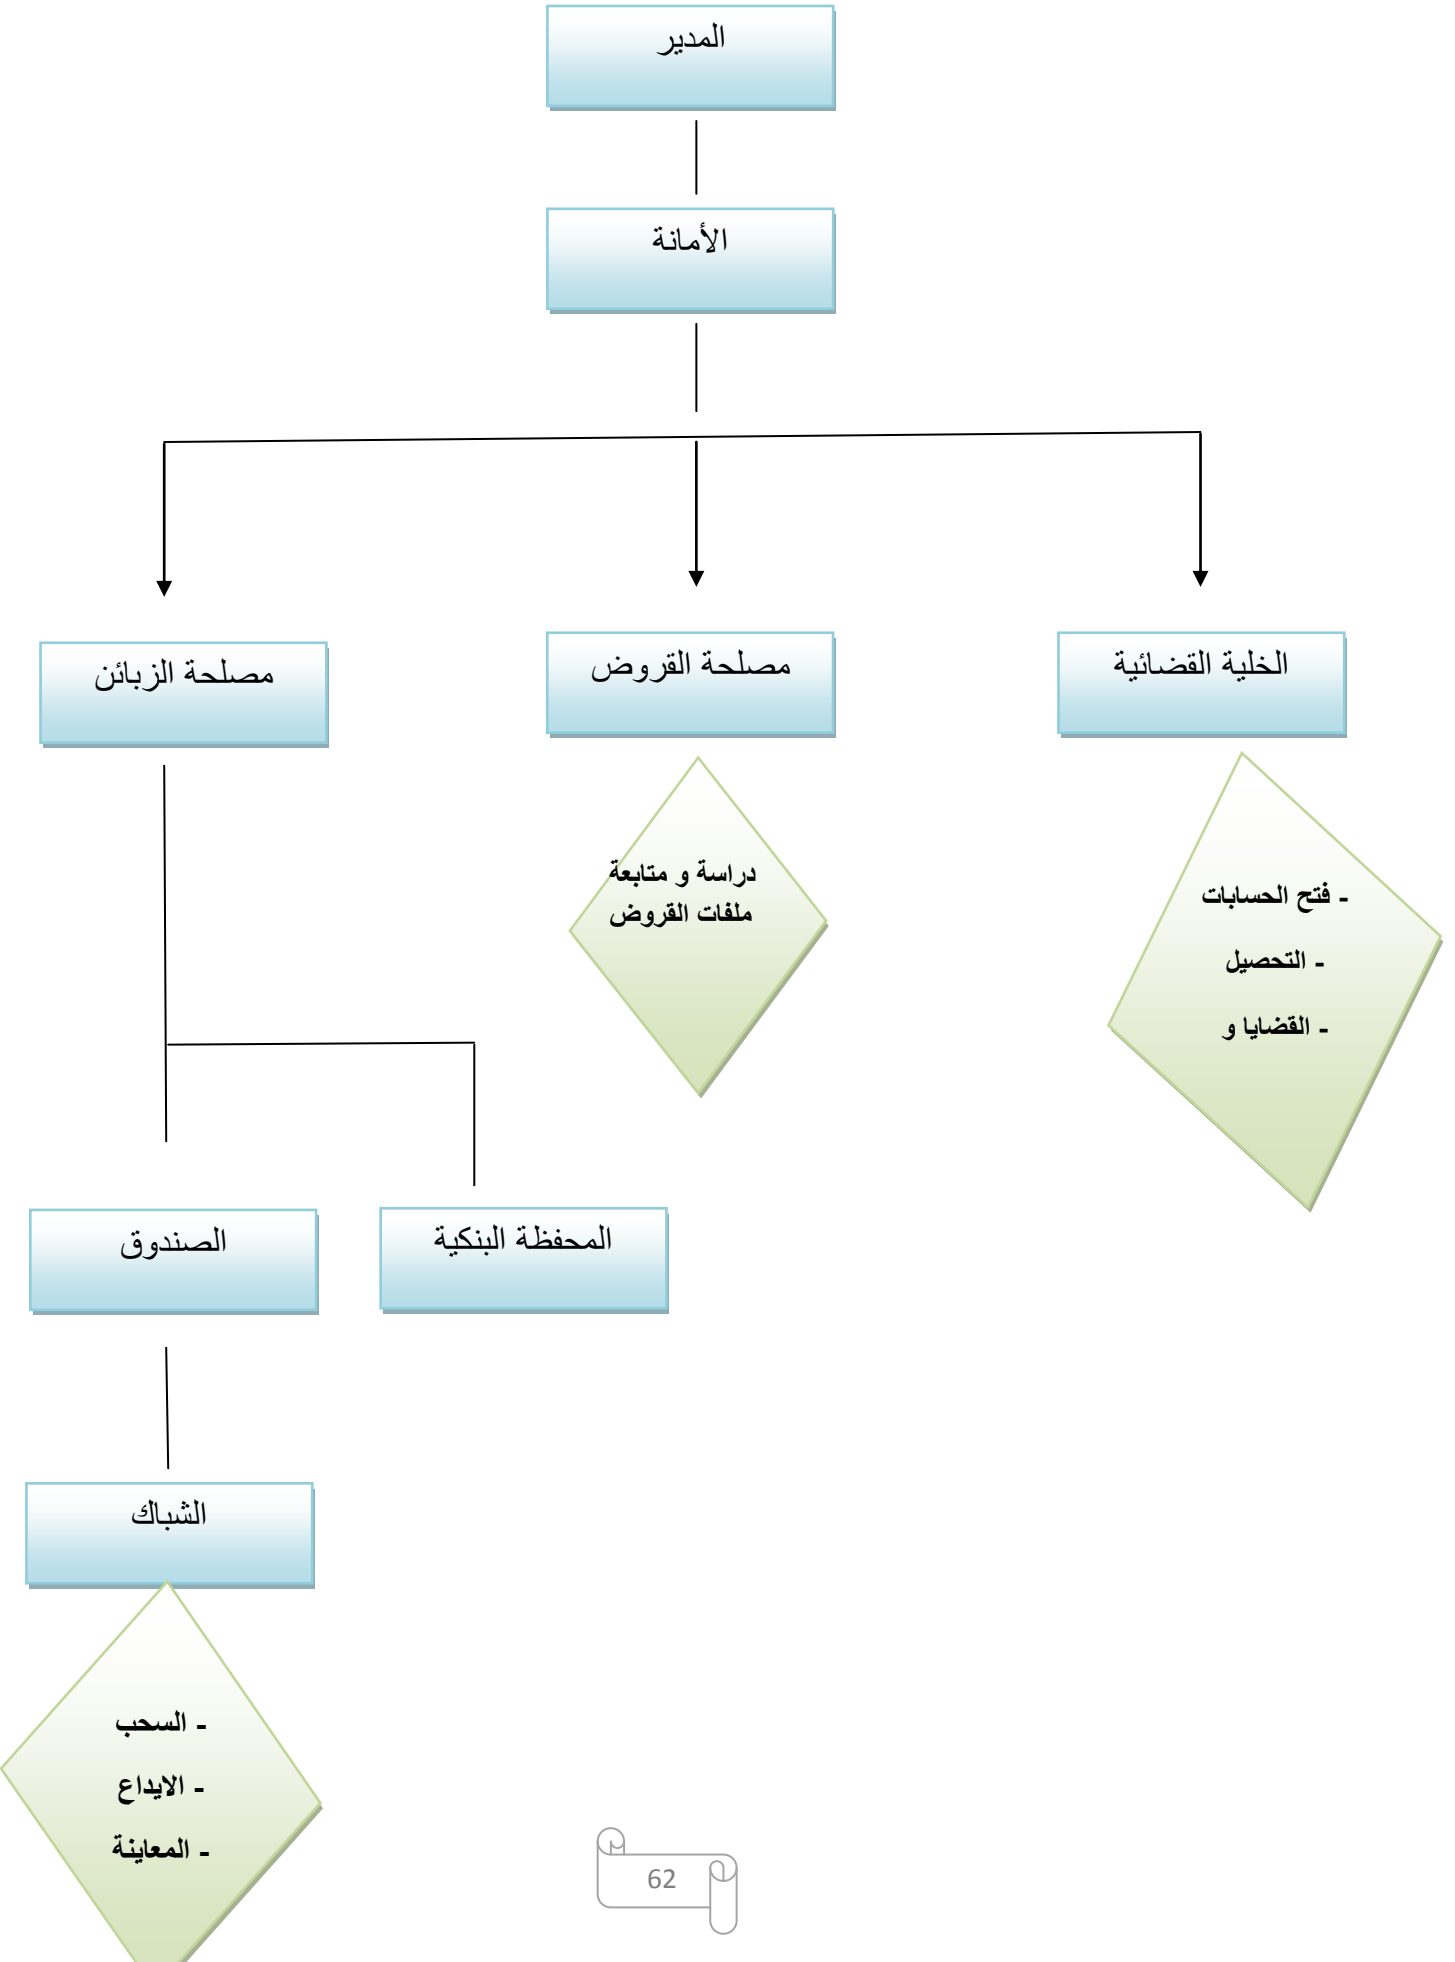 المدير
الأمانة
الخلية القضائية
مصلحة القروض
مصلحة الزبائن
دراسة و متابعة
ملفات القروض
- فتح الحسابات
- التحصيل
- القضايا و
المحفظة البنكية
الصندوق
الشباك
- السحب
- الايداع
- المعاينة
62